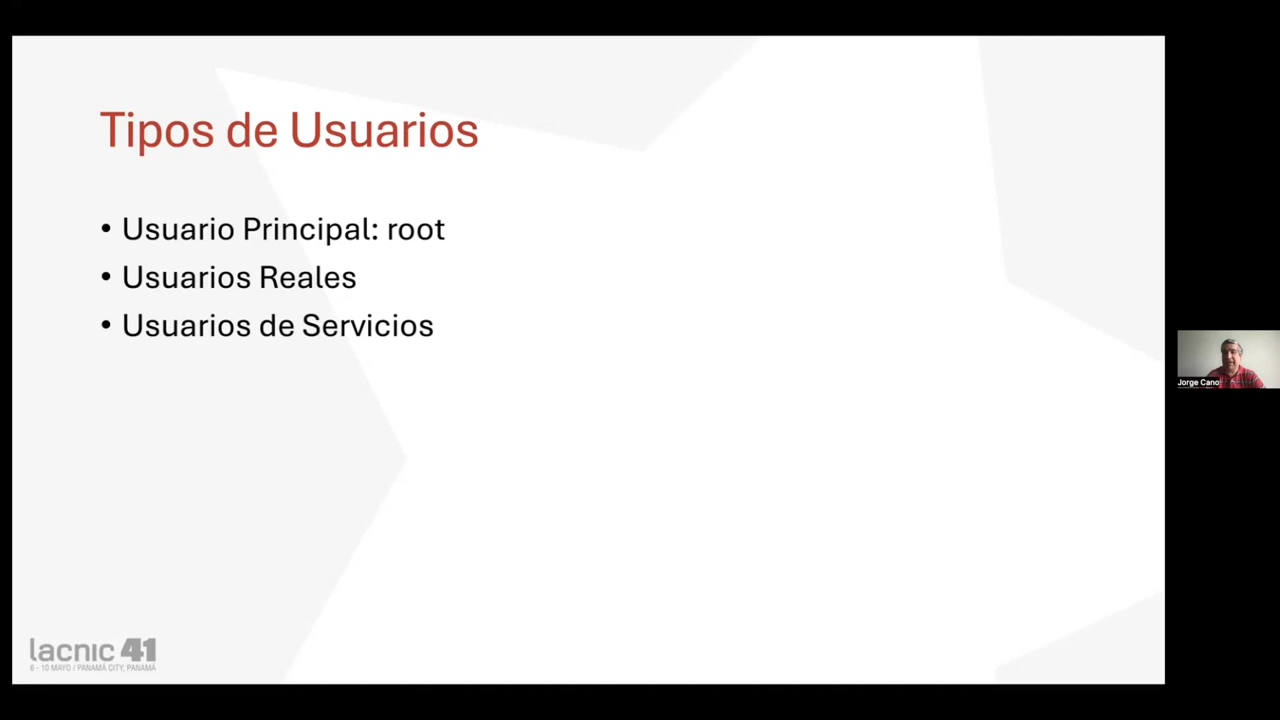 Tipos de Usuarios
• Usuario Principal: root
• Usuarios Reales
• Usuarios de Servicios
Jorge Cano
lacnic 41
6 - 10 MAYO / PANAMÁ CITY, PANAMÁ